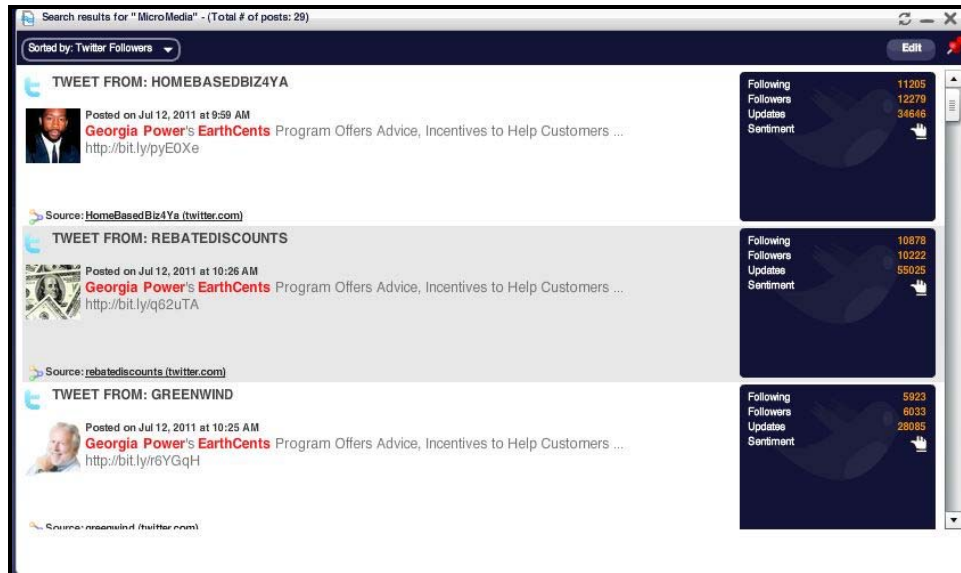 Search results for "MicroMedia" - (Total # of posts: 29)
Sorted by: Twitter Followers
Edit
TWEET FROM: HOMEBASEDBIZ4YA
Posted on Jul 12, 2011 at 9:59 AM
Georgia Power's EarthCents Program Offers Advice, Incentives to Help Customers ...
http://bit.ly/pyE0Xe
Source: HomeBasedBiz4Ya (twitter.com)
Following 11205
Followers 12279
Updates 34646
Sentiment
TWEET FROM: REBATEDISCOUNTS
Posted on Jul 12, 2011 at 10:26 AM
Georgia Power's EarthCents Program Offers Advice, Incentives to Help Customers ...
http://bit.ly/q62uTA
Source: rebatediscounts (twitter.com)
Following 10878
Followers 10222
Updates 55025
Sentiment
TWEET FROM: GREENWIND
Posted on Jul 12, 2011 at 10:25 AM
Georgia Power's EarthCents Program Offers Advice, Incentives to Help Customers ...
http://bit.ly/r6YGqH
Source: greenwind (twitter.com)
Following 5923
Followers 6033
Updates 28085
Sentiment